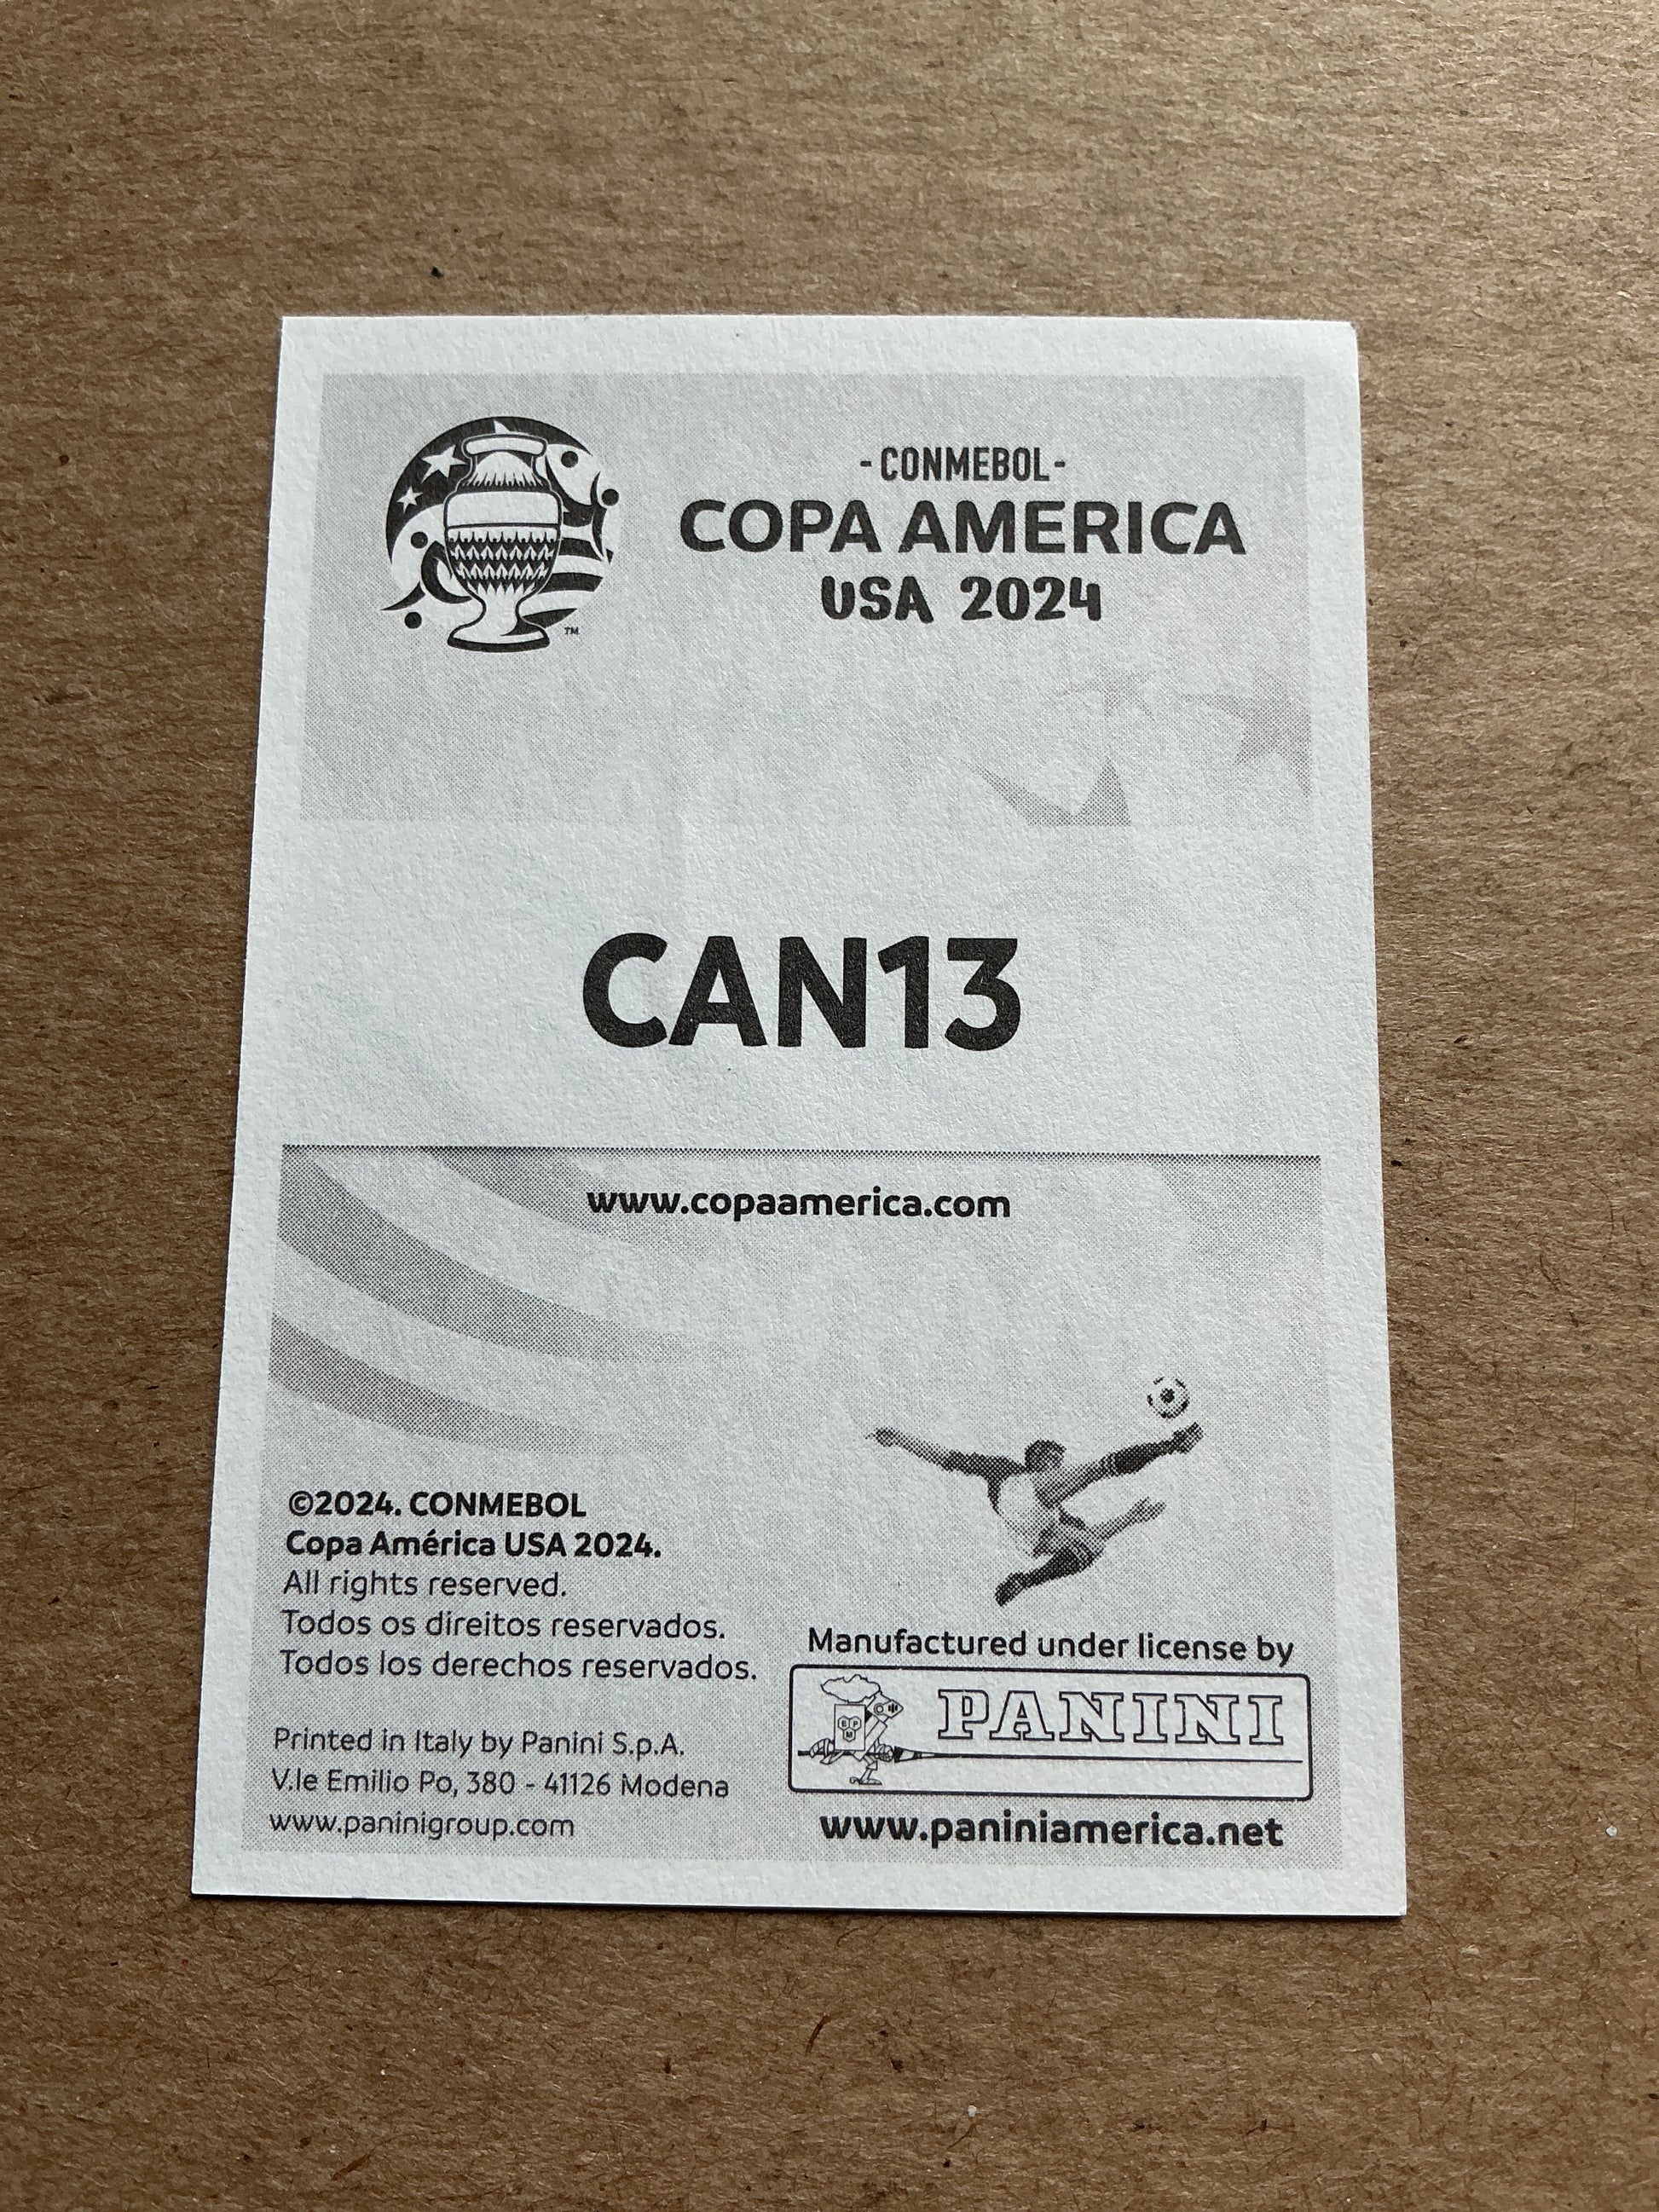 - CONMEBOL -
COPA AMERICA
USA 2024
TM
CAN13
www.copaamerica.com
©2024. CONMEBOL
Copa América USA 2024.
All rights reserved.
Todos os direitos reservados.
Todos los derechos reservados.
Printed in Italy by Panini S.p.A.
V.le Emilio Po, 380 - 41126 Modena
www.paninigroup.com
Manufactured under license by
PANINI
www.paniniamerica.net